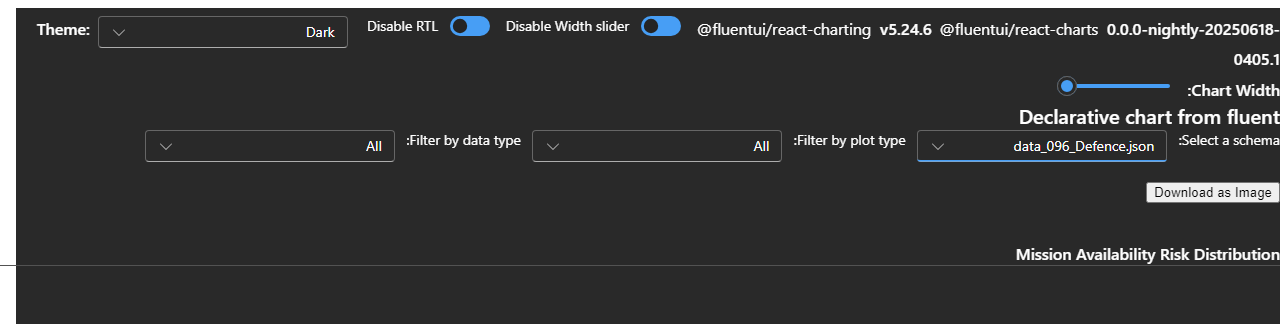 Theme: Dark Disable RTL Disable Width slider @fluentui/react-charting v5.24.6 @fluentui/react-charts 0.0.0-nightly-20250618-
0405.1
:Chart Width
Declarative chart from fluent
:Select a schema data_096_Defence.json :Filter by plot type All :Filter by data type All
Download as Image
Mission Availability Risk Distribution